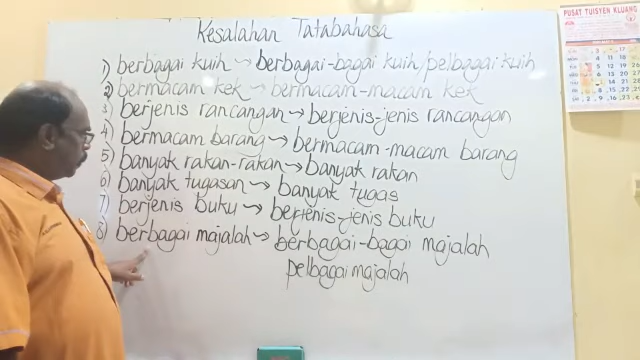 Kesalahan Tatabahasa
1) berbagai kuih → berbagai-bagai kuih/pelbagai kuih
2) bermacam kek → bermacam-macam kek
3) berjenis rancangan → berjenis-jenis rancangan
4) bermacam barang → bermacam-macam barang
5) banyak rakan-rakan → banyak rakan
6) banyak tugasan → banyak tugas
7) berjenis buku → berjenis-jenis buku
8) berbagai majalah → berbagai-bagai majalah
pelbagai majalah
PUSAT TUISYEN KLUANG